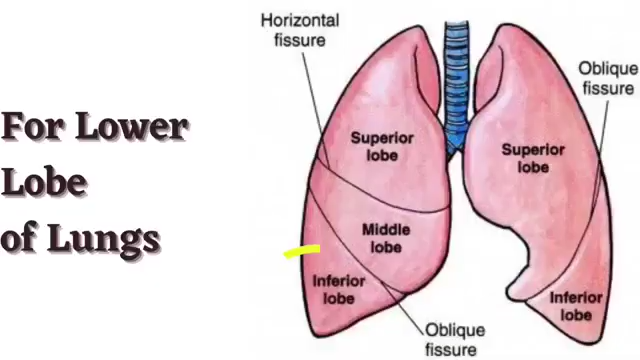 For Lower
Lobe
of Lungs
Horizontal
fissure
Oblique
fissure
Superior
lobe
Superior
lobe
Middle
lobe
Inferior
lobe
Inferior
lobe
Oblique
fissure